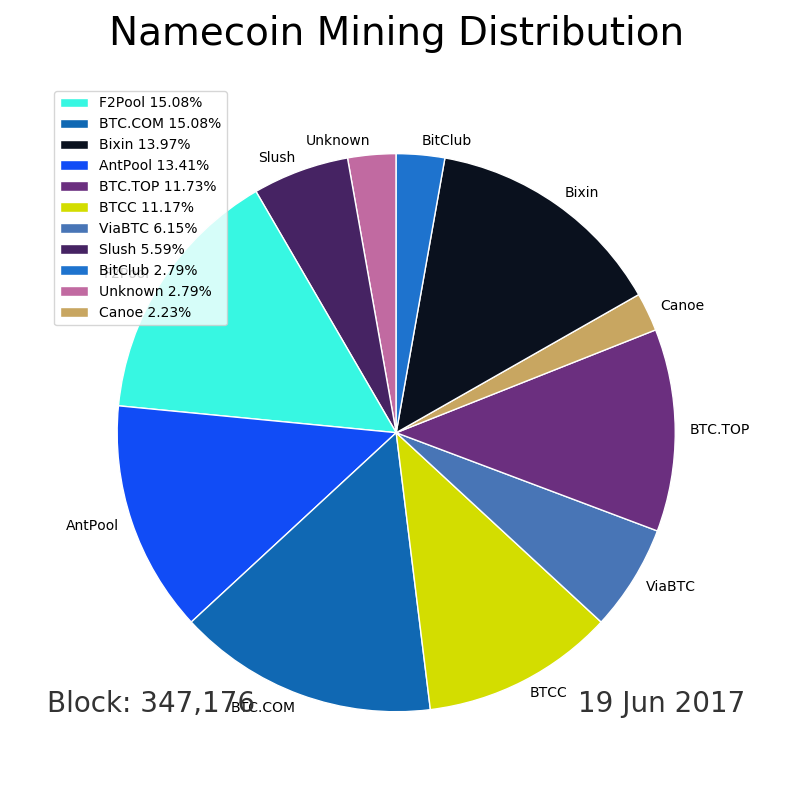 Namecoin Mining Distribution
F2Pool 15.08%
BTC.COM 15.08%
Bixin 13.97%
AntPool 13.41%
BTC.TOP 11.73%
BTCC 11.17%
ViaBTC 6.15%
Slush 5.59%
BitClub 2.79%
Unknown 2.79%
Canoe 2.23%
Unknown
BitClub
Slush
Bixin
F2Pool
Canoe
BTC.TOP
AntPool
ViaBTC
BTCC
BTC.COM
Block: 347,176
19 Jun 2017